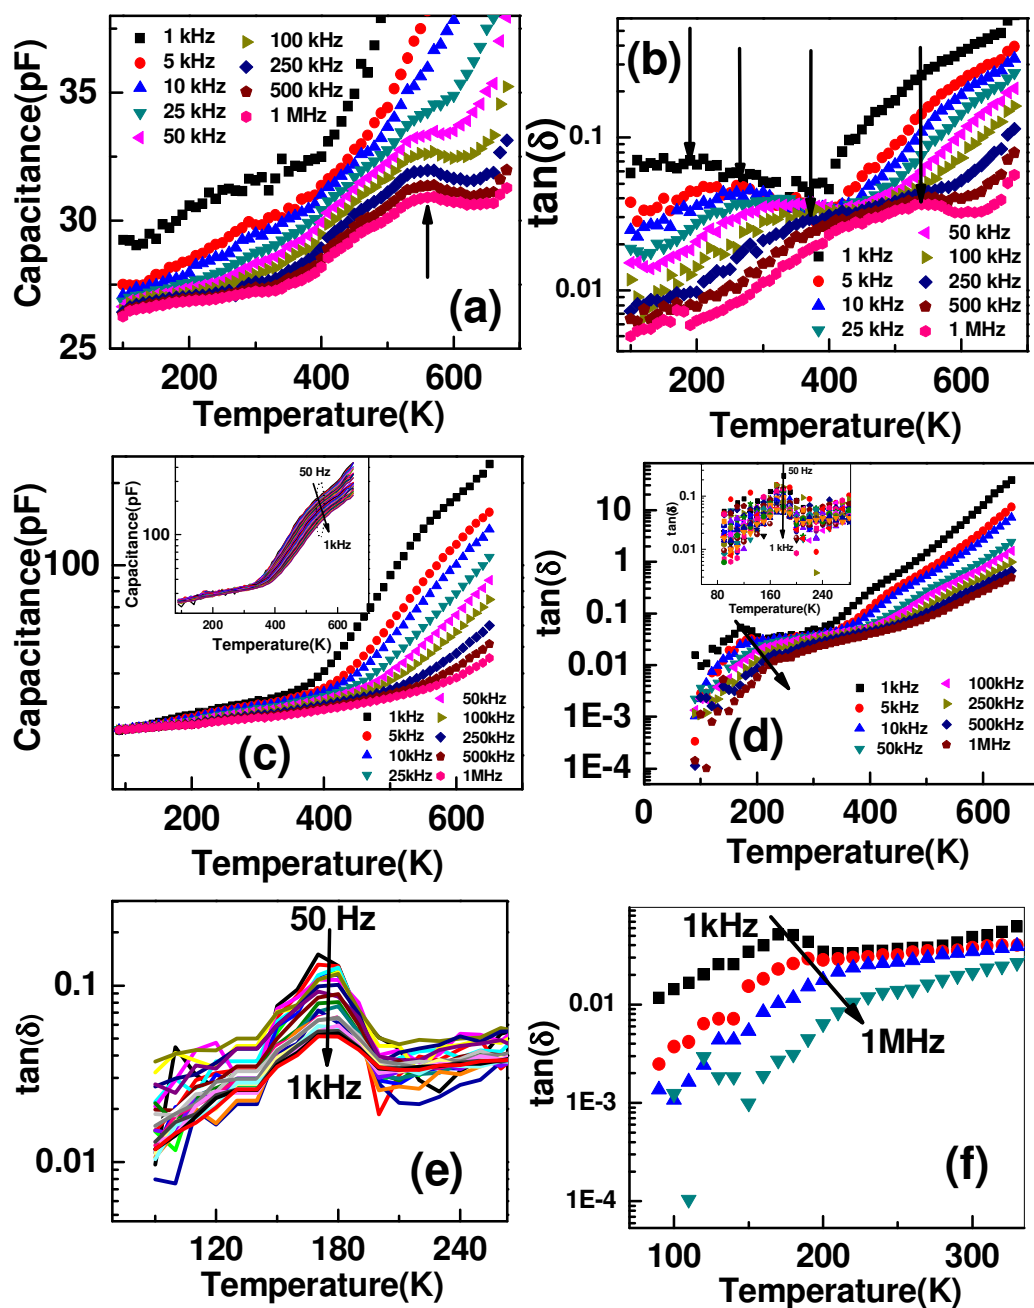 Capacitance(pF)
35
30
25
1 kHz
5 kHz
10 kHz
25 kHz
50 kHz
100 kHz
250 kHz
500 kHz
1 MHz
(a)
200 400 600
Temperature(K)
tan(δ)
0.1
0.01
(b)
1 kHz
5 kHz
10 kHz
25 kHz
50 kHz
100 kHz
250 kHz
500 kHz
1 MHz
200 400 600
Temperature(K)
Capacitance(pF)
100
Capacitance(pF)
100
50 Hz
1kHz
200 400 600
Temperature(K)
(c)
1kHz
5kHz
10kHz
25kHz
50kHz
100kHz
250kHz
500kHz
1MHz
200 400 600
Temperature(K)
tan(δ)
10
1
0.1
0.01
1E-3
1E-4
tan(δ)
0.1
0.01
50 Hz
1 kHz
80 160 240
Temperature(K)
(d)
1kHz
5kHz
10kHz
50kHz
100kHz
250kHz
500kHz
1MHz
0 200 400 600
Temperature(K)
tan(δ)
0.1
0.01
50 Hz
1kHz
(e)
120 180 240
Temperature(K)
tan(δ)
0.01
1E-3
1E-4
1kHz
1MHz
(f)
100 200 300
Temperature(K)